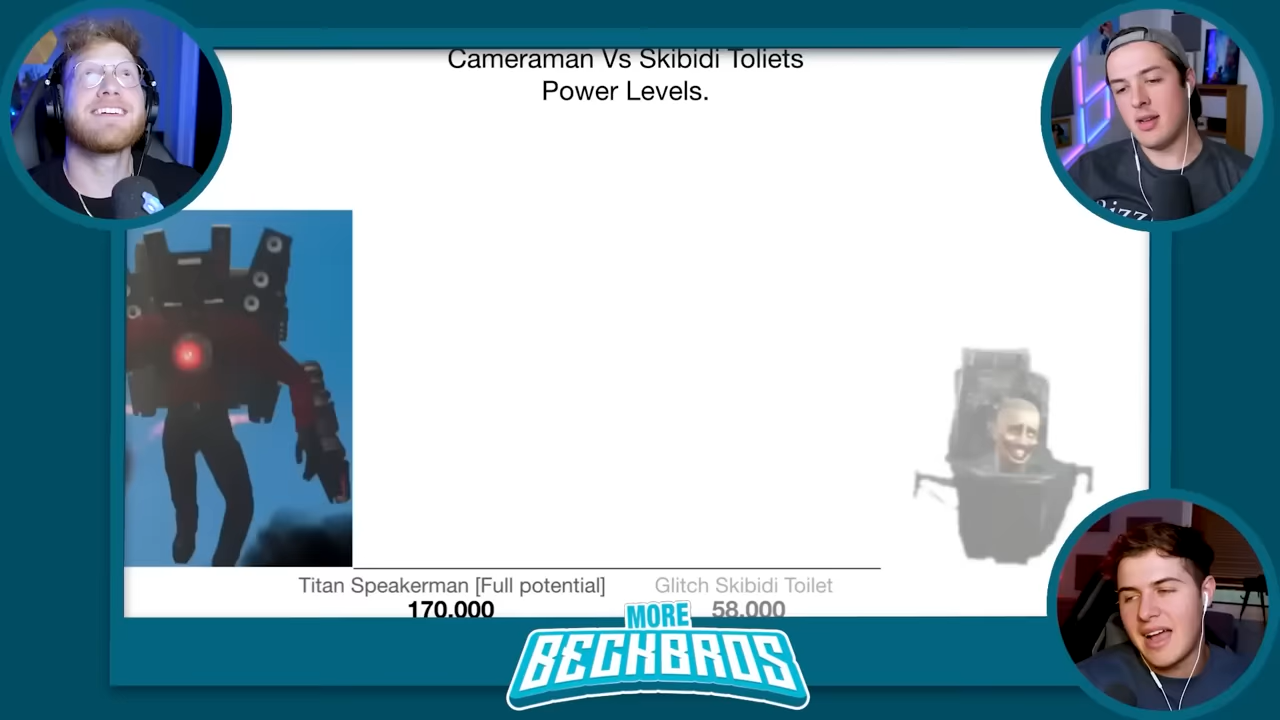 Cameraman Vs Skibidi Toliets
Power Levels.
Titan Speakerman [Full potential]
170,000
Glitch Skibidi Toilet
58,000
MORE
BECKBROS